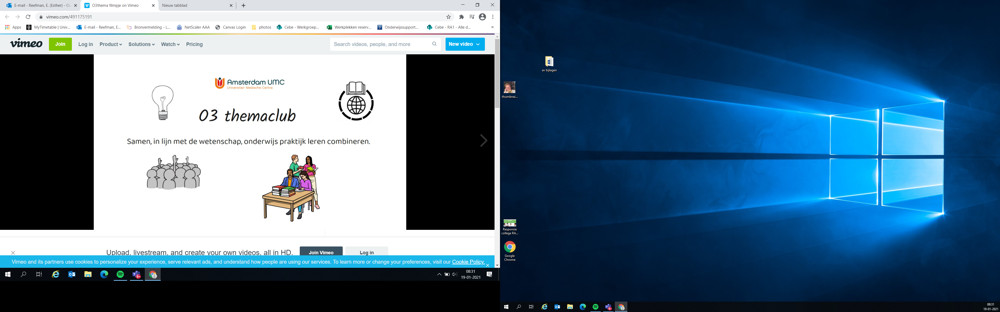 E-mail - Reefman, E. (Esther) - Ou
O3thema filmpje on Vimeo
Nieuw tabblad
vimeo.com/491175191
Apps
MyTimetable | Univ...
E-mail - Reefman, E...
Bronvermelding - L...
NetScaler AAA
Canvas Login
photos
Cebe - Werkgroep...
Werkplekken reserv...
Onderwijssupport...
Cebe - RA1 - Alle d...
»
vimeo
Join
Log in
Product
Solutions
Watch
Pricing
Search videos, people, and more
New video
Amsterdam UMC
Universitair Medische Centra
O3 themaclub
Samen, in lijn met de wetenschap, onderwijs praktijk leren combineren.
Upload, livestream, and create your own videos, all in HD.
Join Vimeo
Log in
Vimeo and its partners use cookies to personalize your experience, serve relevant ads, and understand how people are using our services. To learn more or change your preferences, visit our Cookie Policy.
9+
08:31
19-01-2021
av bijlagen
thumbnai...
Responsie
college RA...
Google
Chrome
9+
08:31
19-01-2021